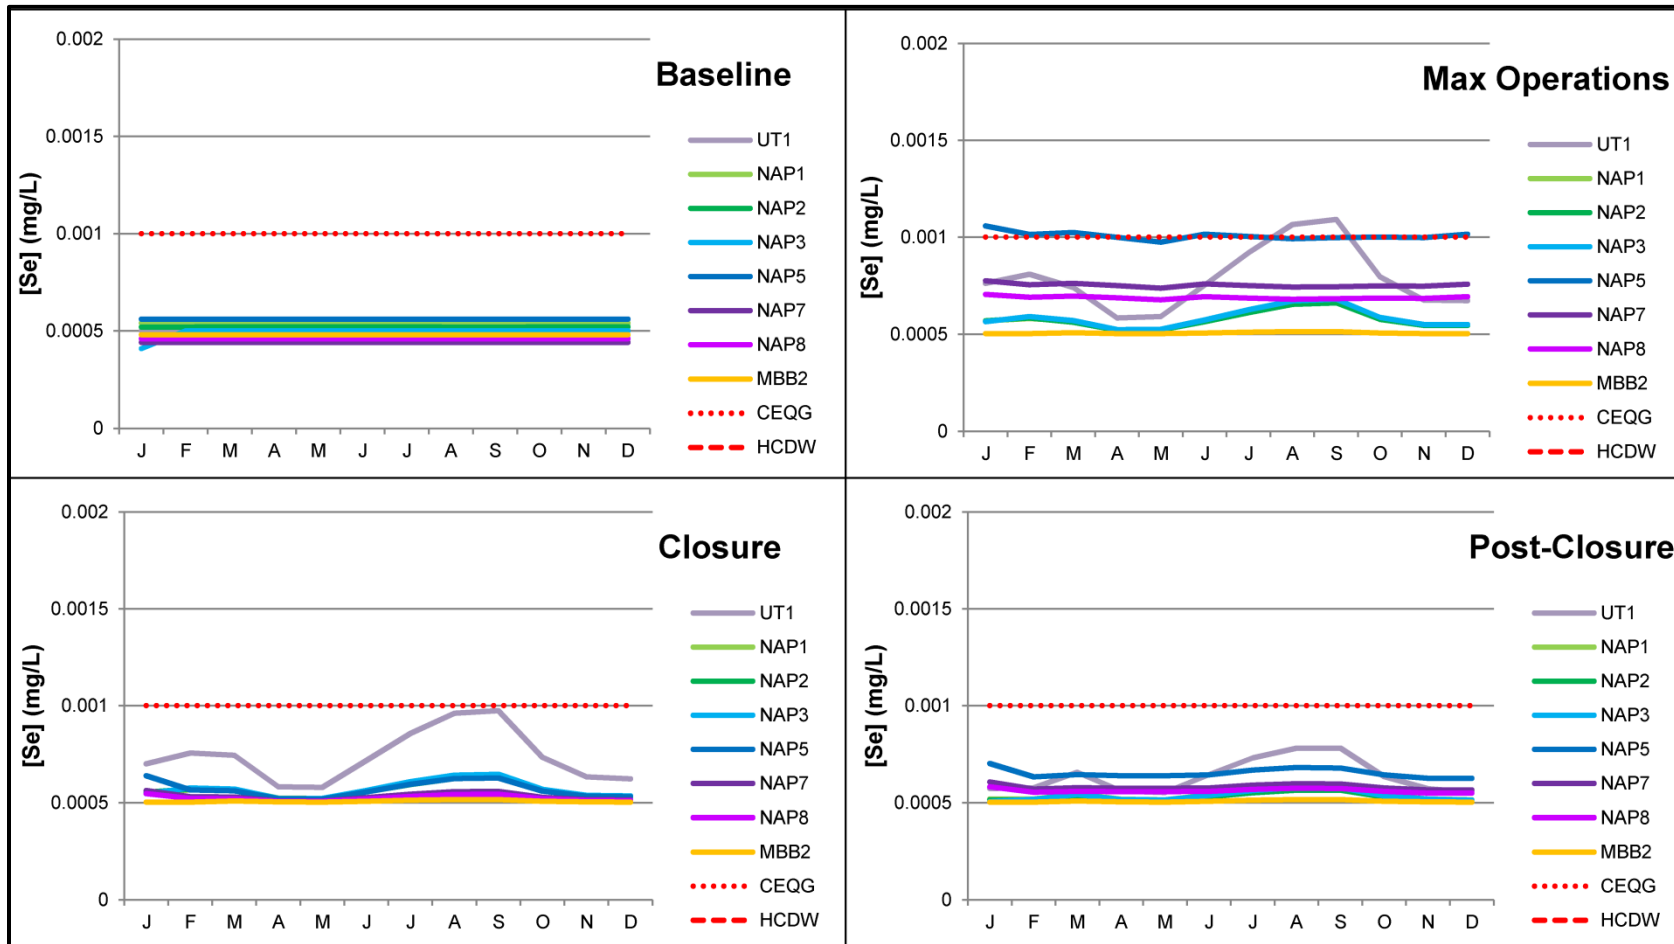 Baseline
[Se] (mg/L)
0.002
0.0015
0.001
0.0005
0
J F M A M J J A S O N D
UT1
NAP1
NAP2
NAP3
NAP5
NAP7
NAP8
MBB2
CEQG
HCDW
Max Operations
[Se] (mg/L)
0.002
0.0015
0.001
0.0005
0
J F M A M J J A S O N D
UT1
NAP1
NAP2
NAP3
NAP5
NAP7
NAP8
MBB2
CEQG
HCDW
Closure
[Se] (mg/L)
0.002
0.0015
0.001
0.0005
0
J F M A M J J A S O N D
UT1
NAP1
NAP2
NAP3
NAP5
NAP7
NAP8
MBB2
CEQG
HCDW
Post-Closure
[Se] (mg/L)
0.002
0.0015
0.001
0.0005
0
J F M A M J J A S O N D
UT1
NAP1
NAP2
NAP3
NAP5
NAP7
NAP8
MBB2
CEQG
HCDW